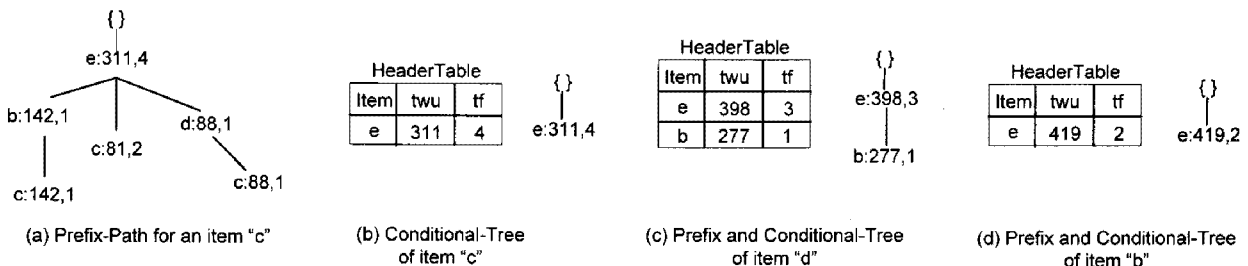 { }
e:311,4
b:142,1
c:81,2
d:88,1
c:142,1
c:88,1
(a) Prefix-Path for an item “c”
HeaderTable
Item twu tf
e 311 4
{ }
e:311,4
(b) Conditional-Tree
of item “c”
HeaderTable
Item twu tf
e 398 3
b 277 1
{ }
e:398,3
b:277,1
(c) Prefix and Conditional-Tree
of item “d”
HeaderTable
Item twu tf
e 419 2
{ }
e:419,2
(d) Prefix and Conditional-Tree
of item “b”